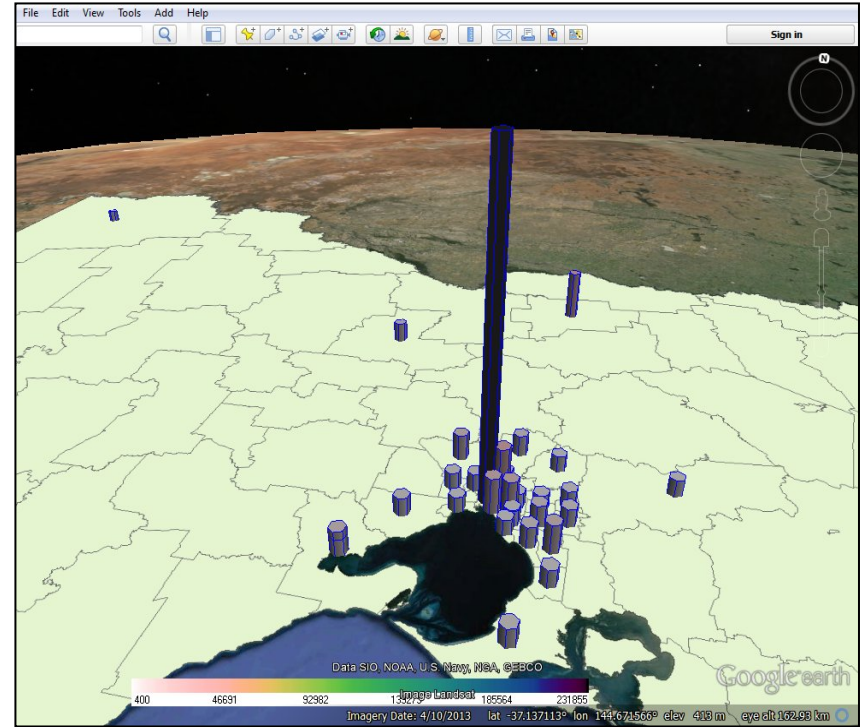 File Edit View Tools Add Help
Sign in
N
Data SIO, NOAA, U.S. Navy, NGA, GEBCO
Image Landsat
400 46691 92982 139273 185564 231855
Google earth
Imagery Date: 4/10/2013 lat -37.137113° lon 144.671566° elev 413 m eye alt 162.93 km